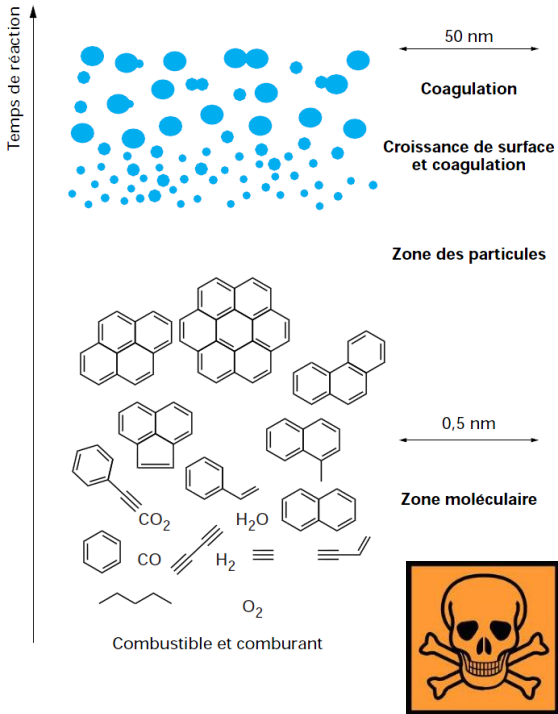 Temps de réaction
50 nm
Coagulation
Croissance de surface
et coagulation
Zone des particules
0,5 nm
Zone moléculaire
CO2
H2O
CO
H2
O2
Combustible et comburant